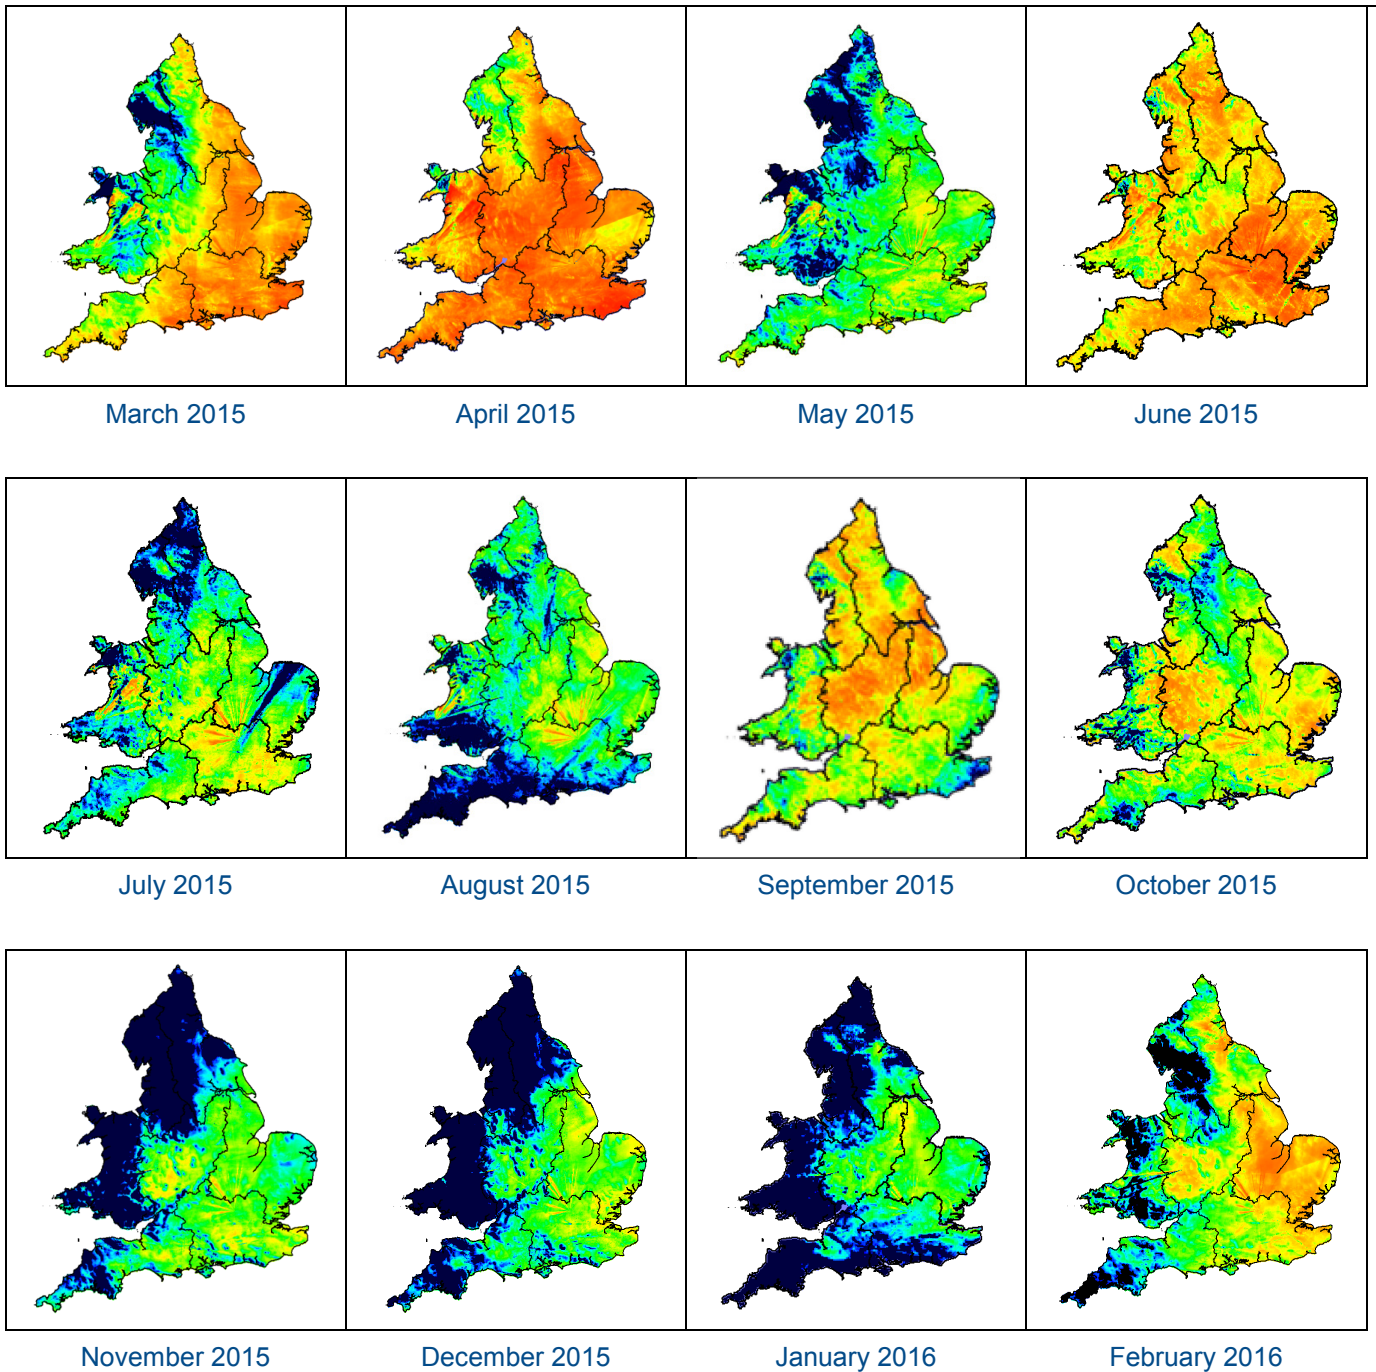 March 2015
April 2015
May 2015
June 2015
July 2015
August 2015
September 2015
October 2015
November 2015
December 2015
January 2016
February 2016